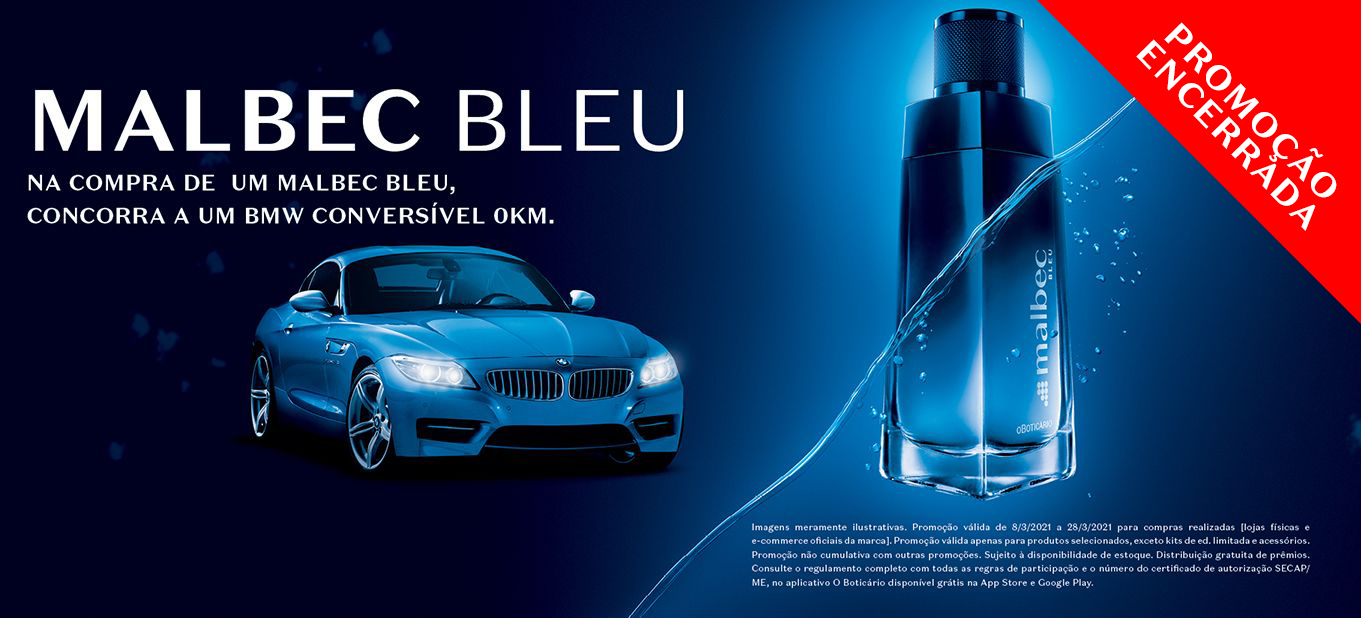 MALBEC BLEU
NA COMPRA DE UM MALBEC BLEU,
CONCORRA A UM BMW CONVERSÍVEL 0KM.
PROMOÇÃO
ENCERRADA
malbec
BLEU
oBOTICÁRIO
Imagens meramente ilustrativas. Promoção válida de 8/3/2021 a 28/3/2021 para compras realizadas [lojas físicas e
e-commerce oficiais da marca]. Promoção válida apenas para produtos selecionados, exceto kits de ed. limitada e acessórios.
Promoção não cumulativa com outras promoções. Sujeito à disponibilidade de estoque. Distribuição gratuita de prêmios.
Consulte o regulamento completo com todas as regras de participação e o número do certificado de autorização SECAP/
ME, no aplicativo O Boticário disponível grátis na App Store e Google Play.